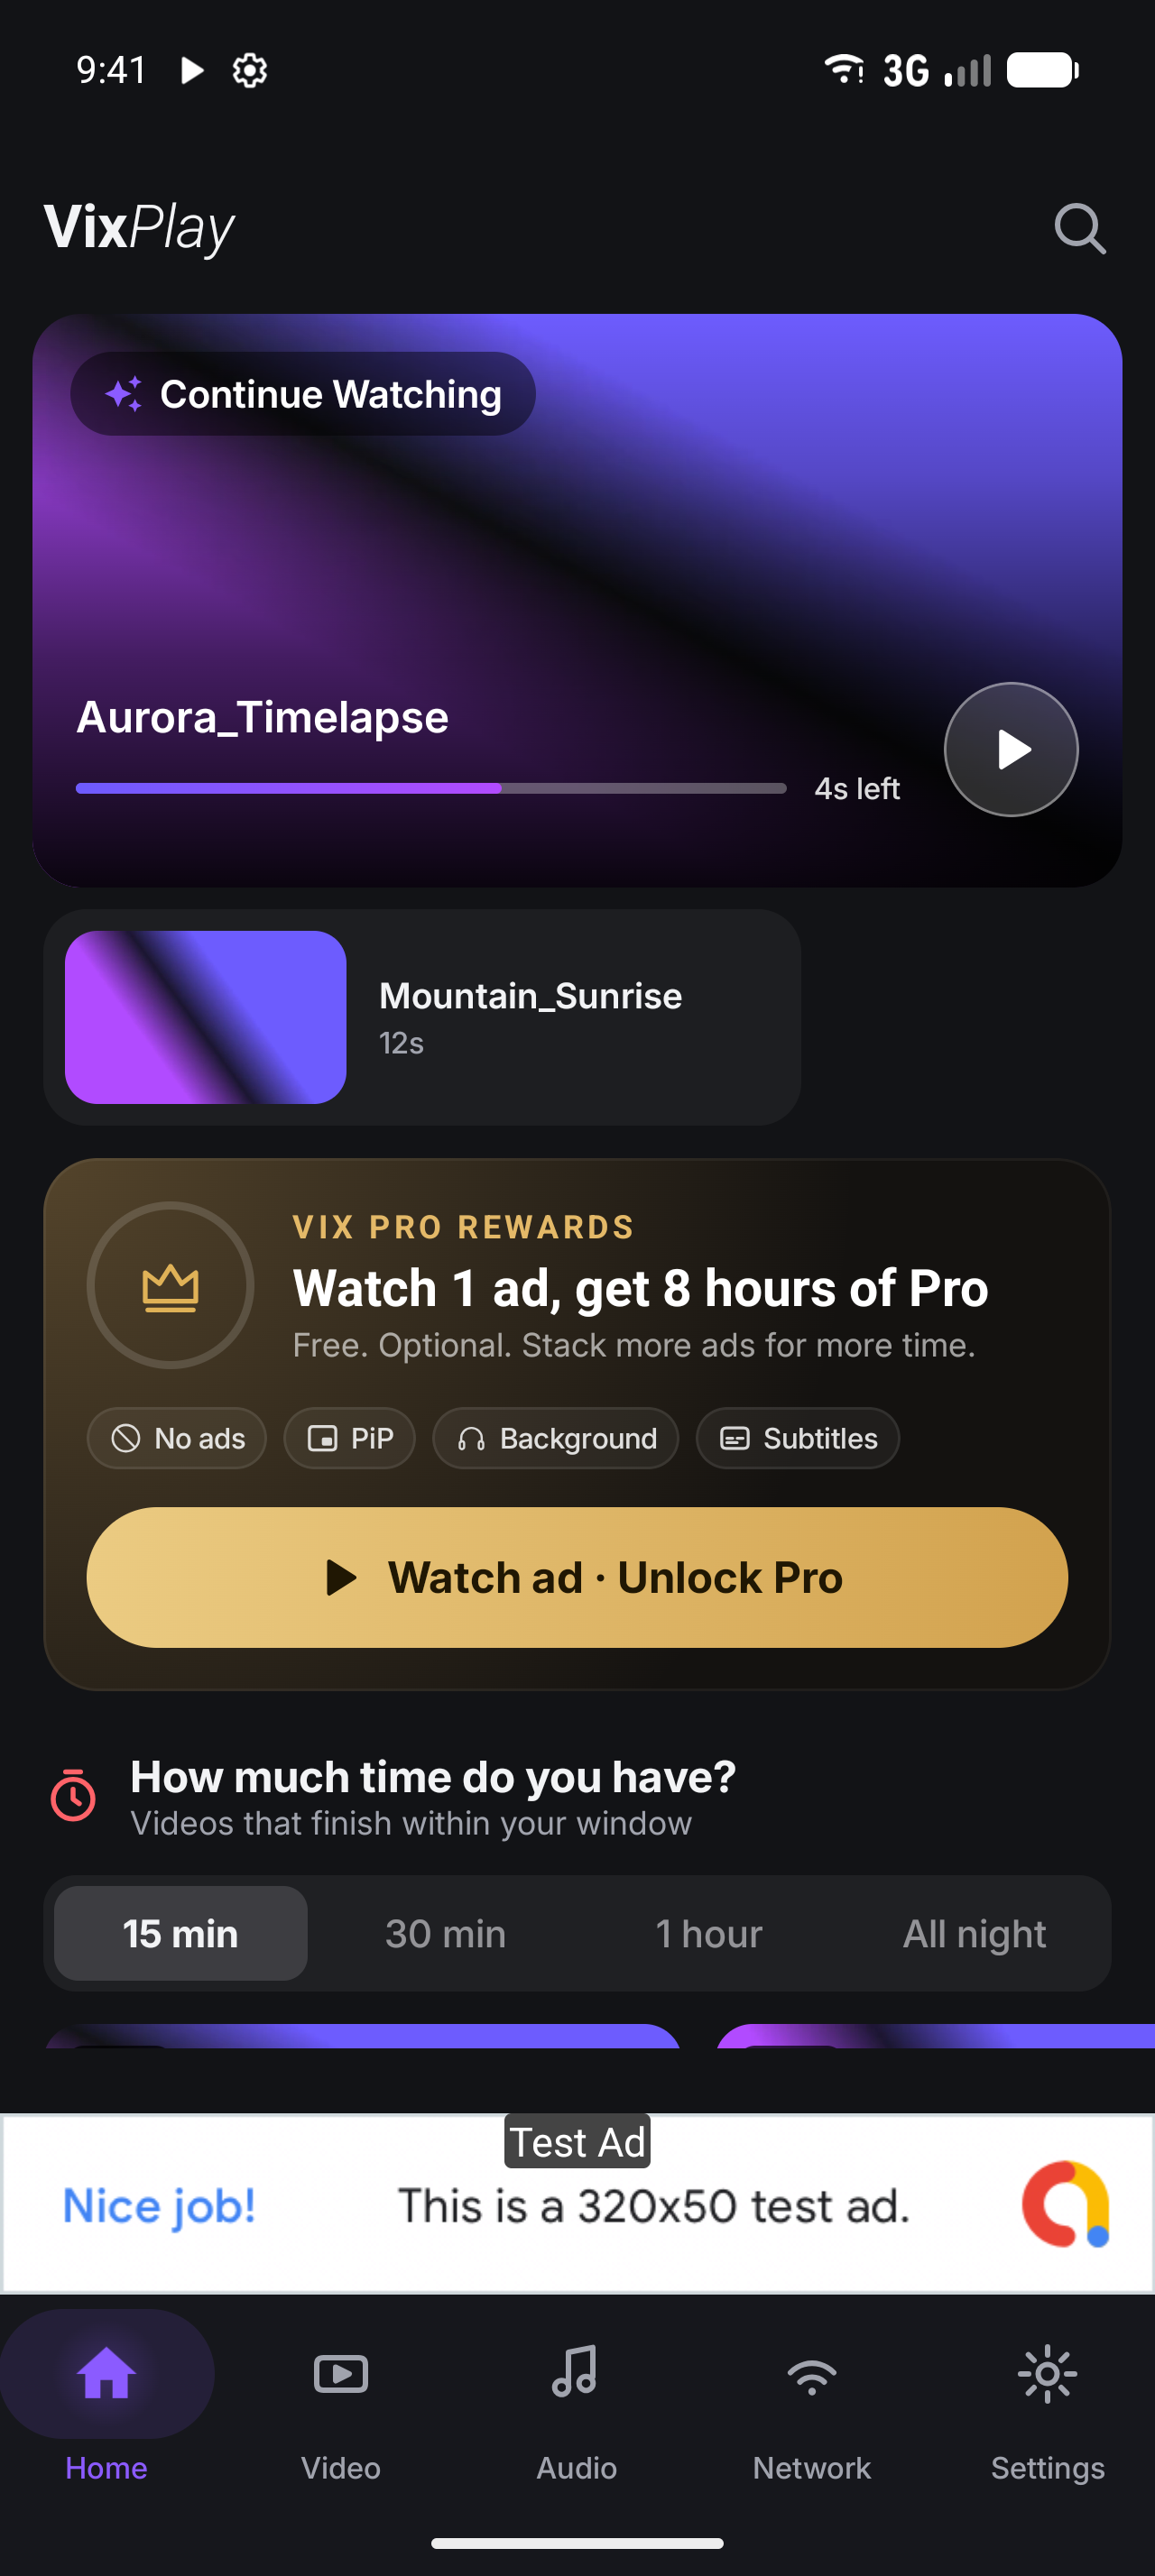 9:41
3G
VixPlay
Continue Watching
Aurora_Timelapse
4s left
Mountain_Sunrise
12s
VIX PRO REWARDS
Watch 1 ad, get 8 hours of Pro
Free. Optional. Stack more ads for more time.
No ads PiP Background Subtitles
Watch ad · Unlock Pro
How much time do you have?
Videos that finish within your window
15 min 30 min 1 hour All night
Test Ad
Nice job! This is a 320x50 test ad.
Home Video Audio Network Settings